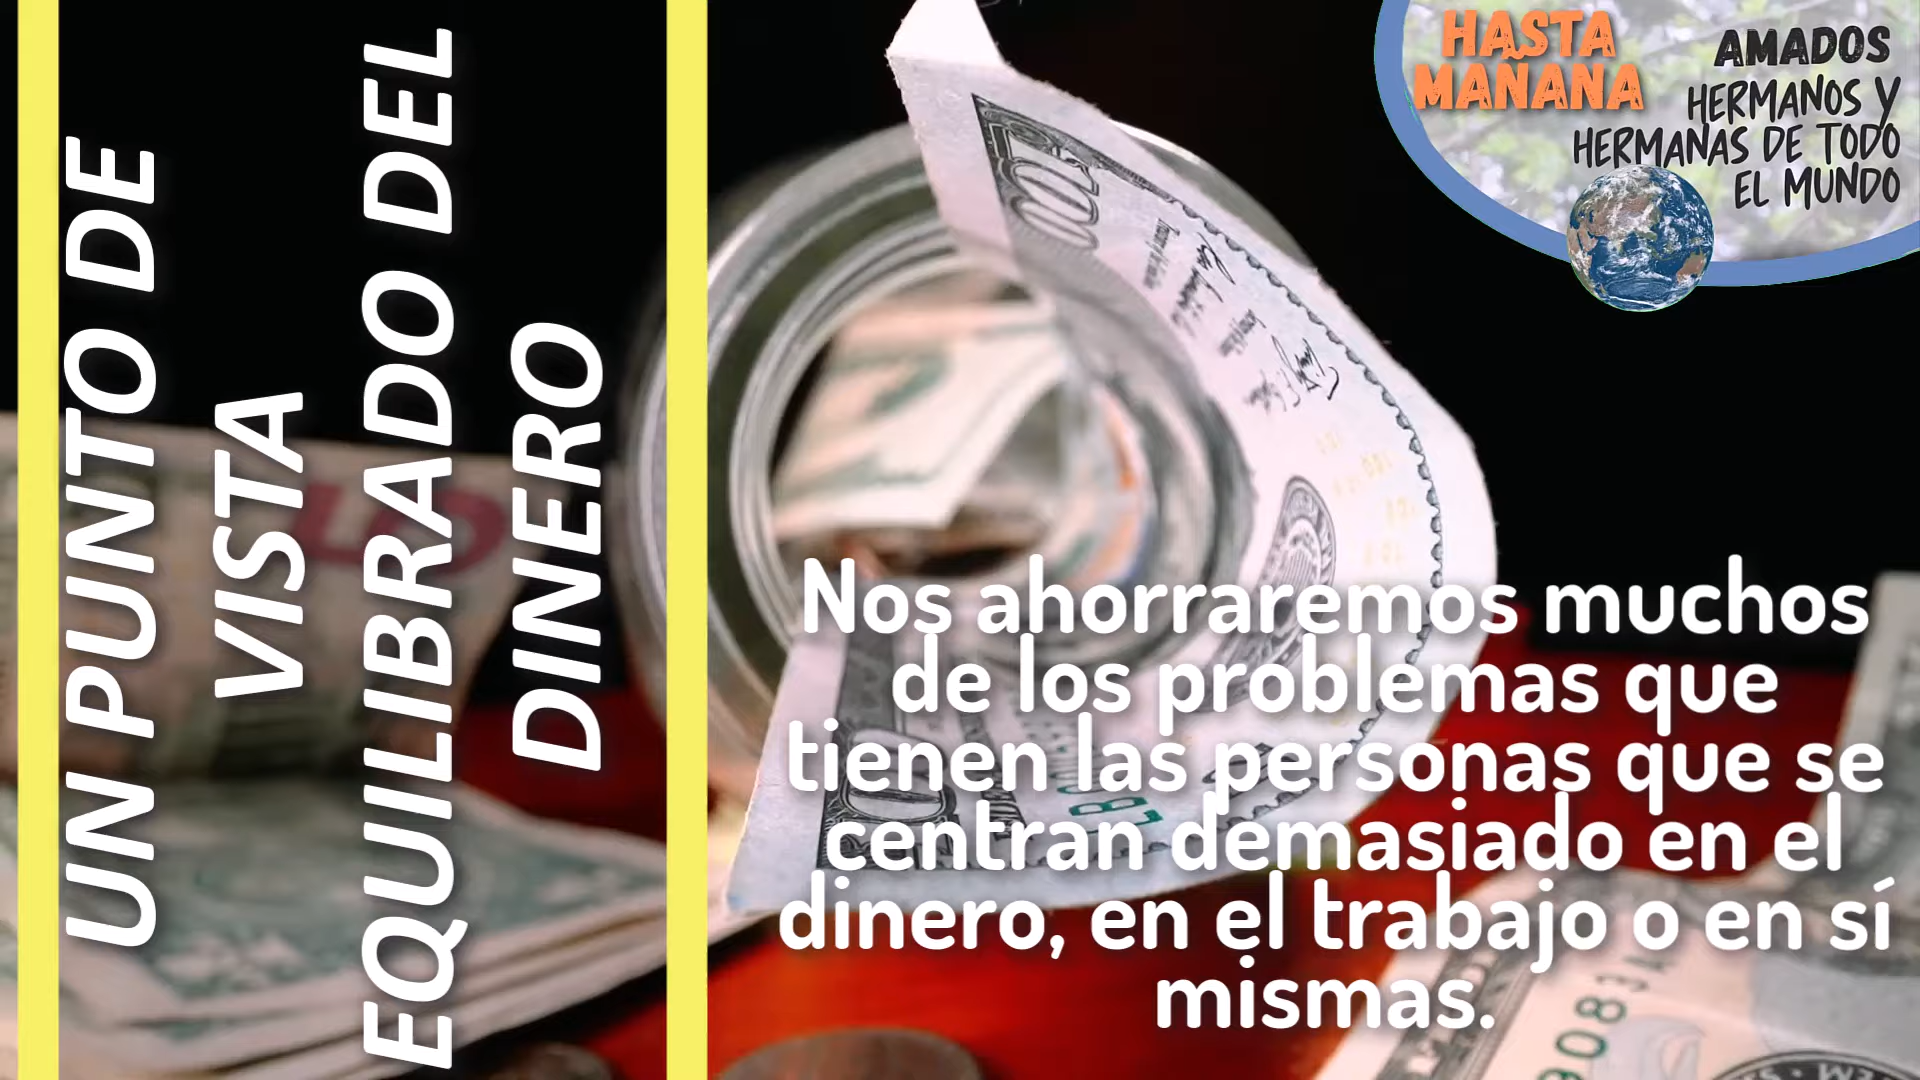 UN PUNTO DE
VISTA
EQUILIBRADO DEL
DINERO
HASTA
MAÑANA
AMADOS
HERMANOS Y
HERMANAS DE TODO
EL MUNDO
Nos ahorraremos muchos
de los problemas que
tienen las personas que se
centran demasiado en el
dinero, en el trabajo o en sí
mismas.
100
5